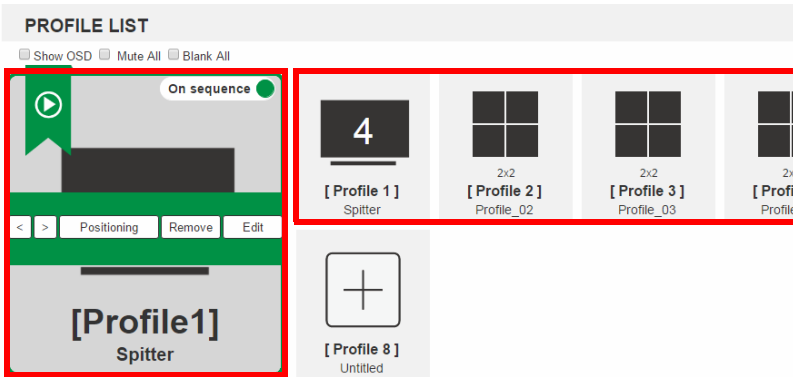 PROFILE LIST
Show OSD Mute All Blank All
On sequence
< > Positioning Remove Edit
[Profile1]
Spitter
4
[ Profile 1 ]
Spitter
2x2
[ Profile 2 ]
Profile_02
2x2
[ Profile 3 ]
Profile_03
[ Profile 8 ]
Untitled